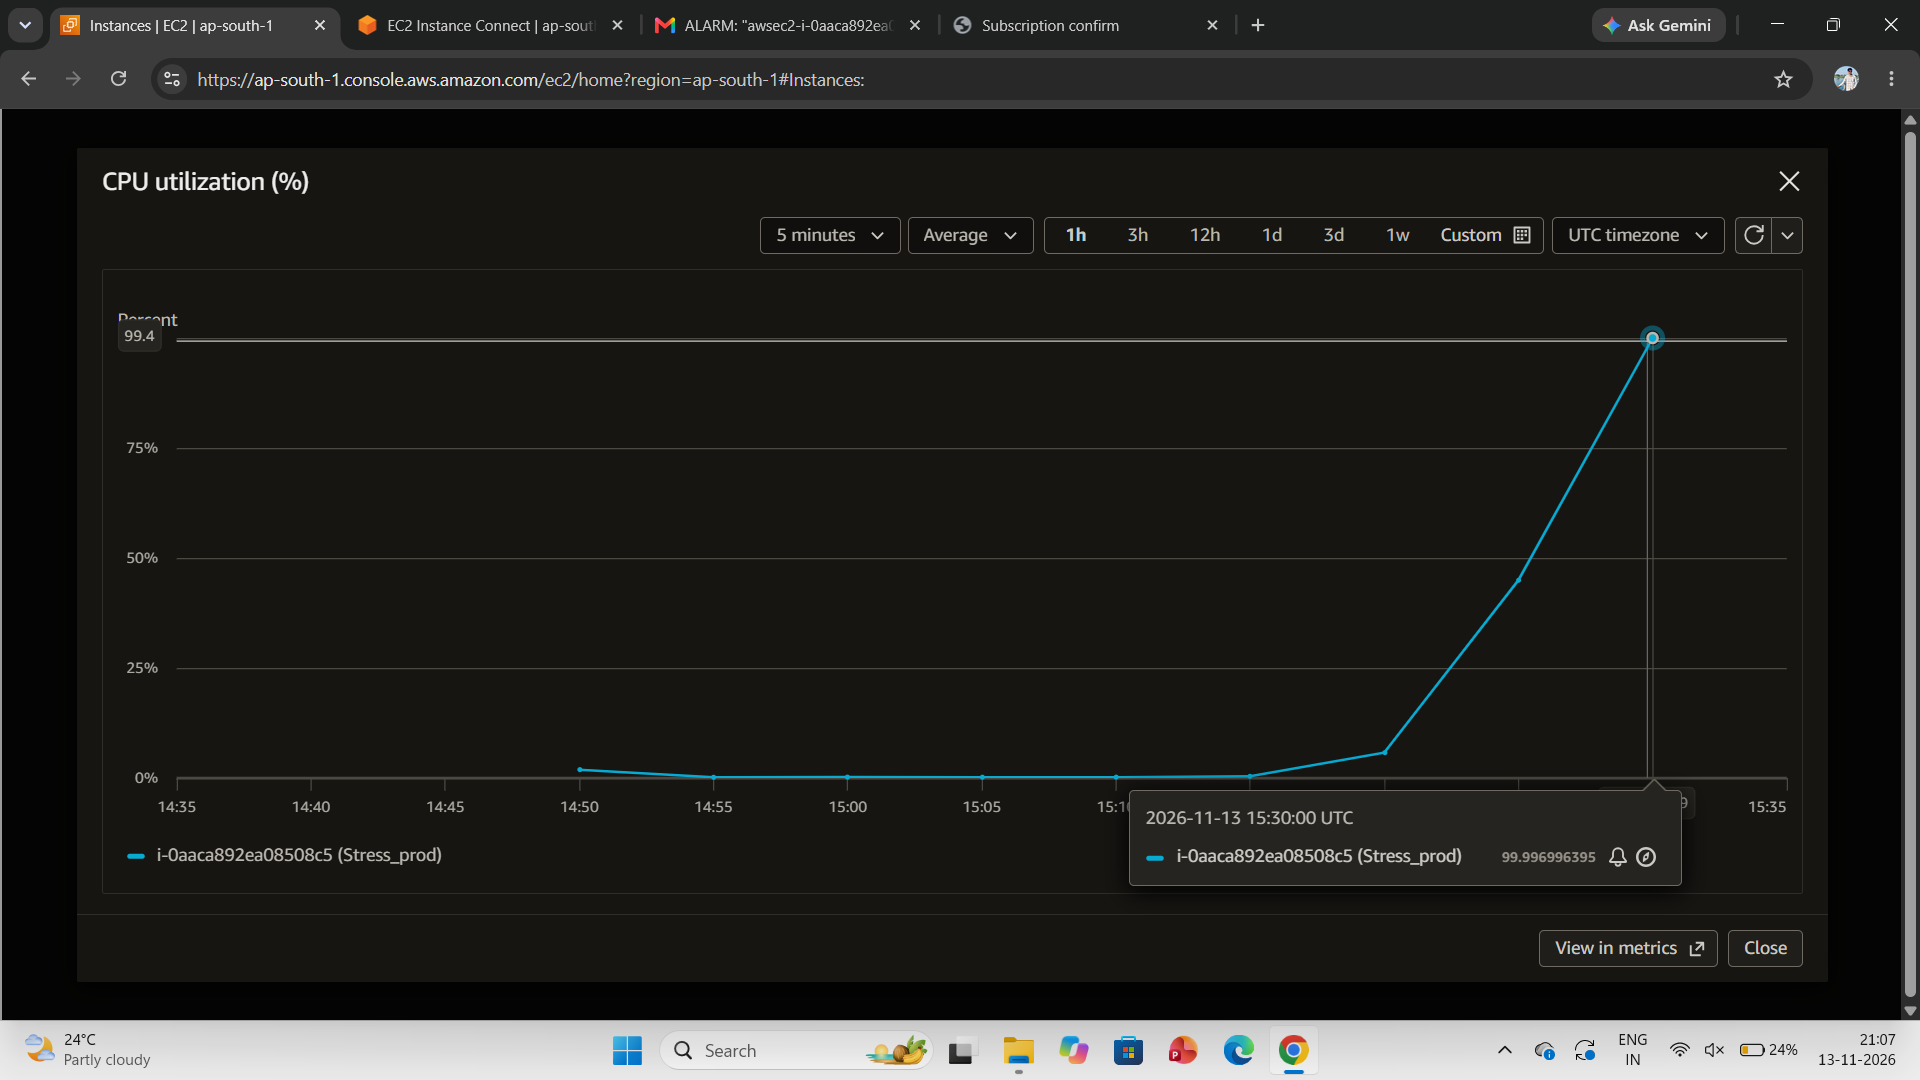 Instances | EC2 | ap-south-1
EC2 Instance Connect | ap-sout
ALARM: "awsec2-i-0aaca892ea0
Subscription confirm
Ask Gemini
https://ap-south-1.console.aws.amazon.com/ec2/home?region=ap-south-1#Instances:
CPU utilization (%)
5 minutes
Average
1h 3h 12h 1d 3d 1w Custom
UTC timezone
Percent
99.4
75%
50%
25%
0%
14:35 14:40 14:45 14:50 14:55 15:00 15:05 15:10 9 15:35
2026-11-13 15:30:00 UTC
i-0aaca892ea08508c5 (Stress_prod) 99.996996395
i-0aaca892ea08508c5 (Stress_prod)
View in metrics
Close
24°C
Partly cloudy
Search
ENG
IN
24%
21:07
13-11-2026